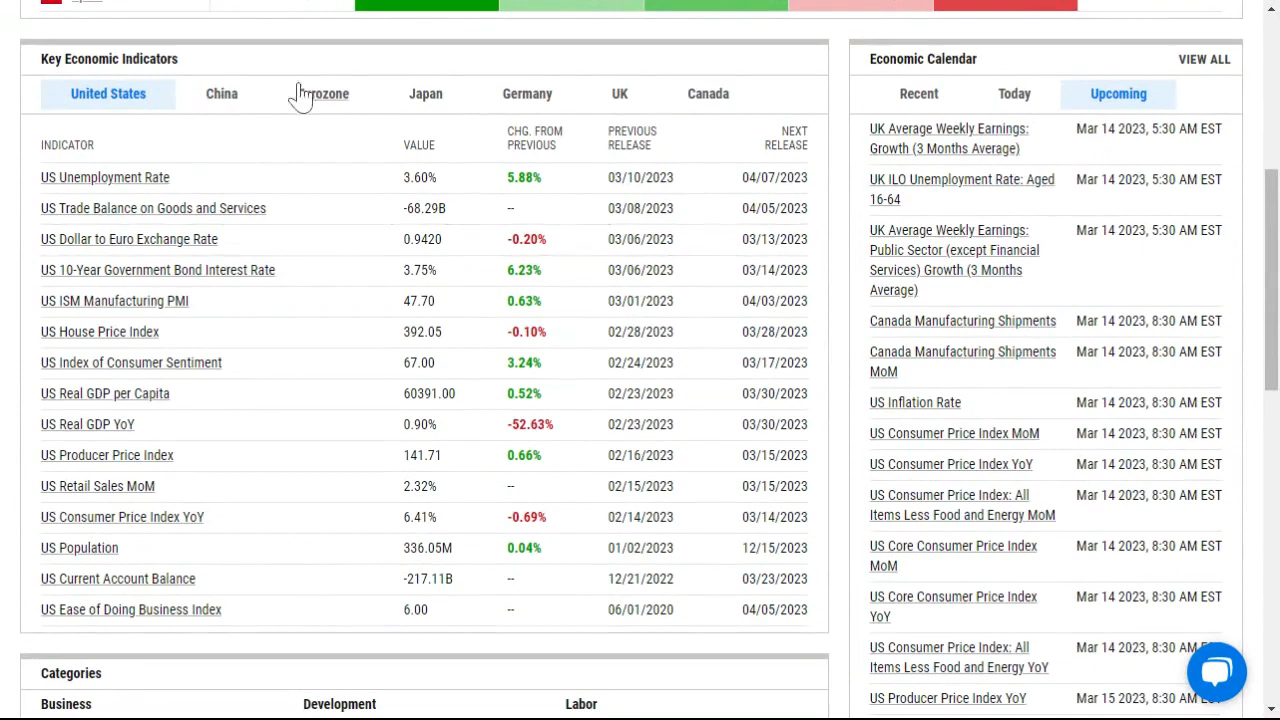 Key Economic Indicators
United States China Japan Germany UK Canada
INDICATOR VALUE CHG. FROM PREVIOUS PREVIOUS RELEASE NEXT RELEASE
US Unemployment Rate 3.60% 5.88% 03/10/2023 04/07/2023
US Trade Balance on Goods and Services -68.29B -- 03/08/2023 04/05/2023
US Dollar to Euro Exchange Rate 0.9420 -0.20% 03/06/2023 03/13/2023
US 10-Year Government Bond Interest Rate 3.75% 6.23% 03/06/2023 03/14/2023
US ISM Manufacturing PMI 47.70 0.63% 03/01/2023 04/03/2023
US House Price Index 392.05 -0.10% 02/28/2023 03/28/2023
US Index of Consumer Sentiment 67.00 3.24% 02/24/2023 03/17/2023
US Real GDP per Capita 60391.00 0.52% 02/23/2023 03/30/2023
US Real GDP YoY 0.90% -52.63% 02/23/2023 03/30/2023
US Producer Price Index 141.71 0.66% 02/16/2023 03/15/2023
US Retail Sales MoM 2.32% -- 02/15/2023 03/15/2023
US Consumer Price Index YoY 6.41% -0.69% 02/14/2023 03/14/2023
US Population 336.05M 0.04% 01/02/2023 12/15/2023
US Current Account Balance -217.11B -- 12/21/2022 03/23/2023
US Ease of Doing Business Index 6.00 -- 06/01/2020 04/05/2023
Categories
Business Development Labor
Economic Calendar VIEW ALL
Recent Today Upcoming
UK Average Weekly Earnings: Mar 14 2023, 5:30 AM EST
Growth (3 Months Average)
UK ILO Unemployment Rate: Aged Mar 14 2023, 5:30 AM EST
16-64
UK Average Weekly Earnings: Mar 14 2023, 5:30 AM EST
Public Sector (except Financial
Services) Growth (3 Months
Average)
Canada Manufacturing Shipments Mar 14 2023, 8:30 AM EST
Canada Manufacturing Shipments Mar 14 2023, 8:30 AM EST
MoM
US Inflation Rate Mar 14 2023, 8:30 AM EST
US Consumer Price Index MoM Mar 14 2023, 8:30 AM EST
US Consumer Price Index YoY Mar 14 2023, 8:30 AM EST
US Consumer Price Index: All Mar 14 2023, 8:30 AM EST
Items Less Food and Energy MoM
US Core Consumer Price Index Mar 14 2023, 8:30 AM EST
MoM
US Core Consumer Price Index Mar 14 2023, 8:30 AM EST
YoY
US Consumer Price Index: All Mar 14 2023, 8:30 AM EST
Items Less Food and Energy YoY
US Producer Price Index YoY Mar 15 2023, 8:30 AM